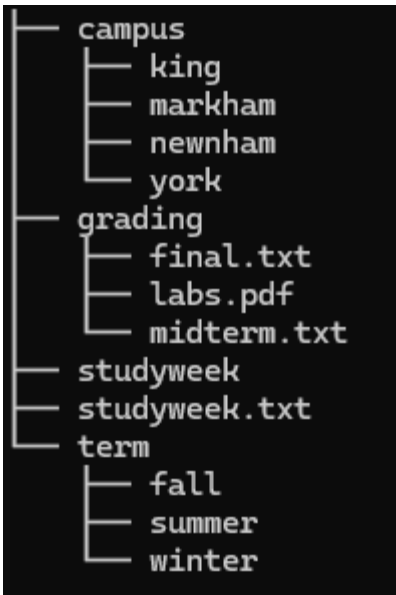 campus
king
markham
newnham
york
grading
final.txt
labs.pdf
midterm.txt
studyweek
studyweek.txt
term
fall
summer
winter